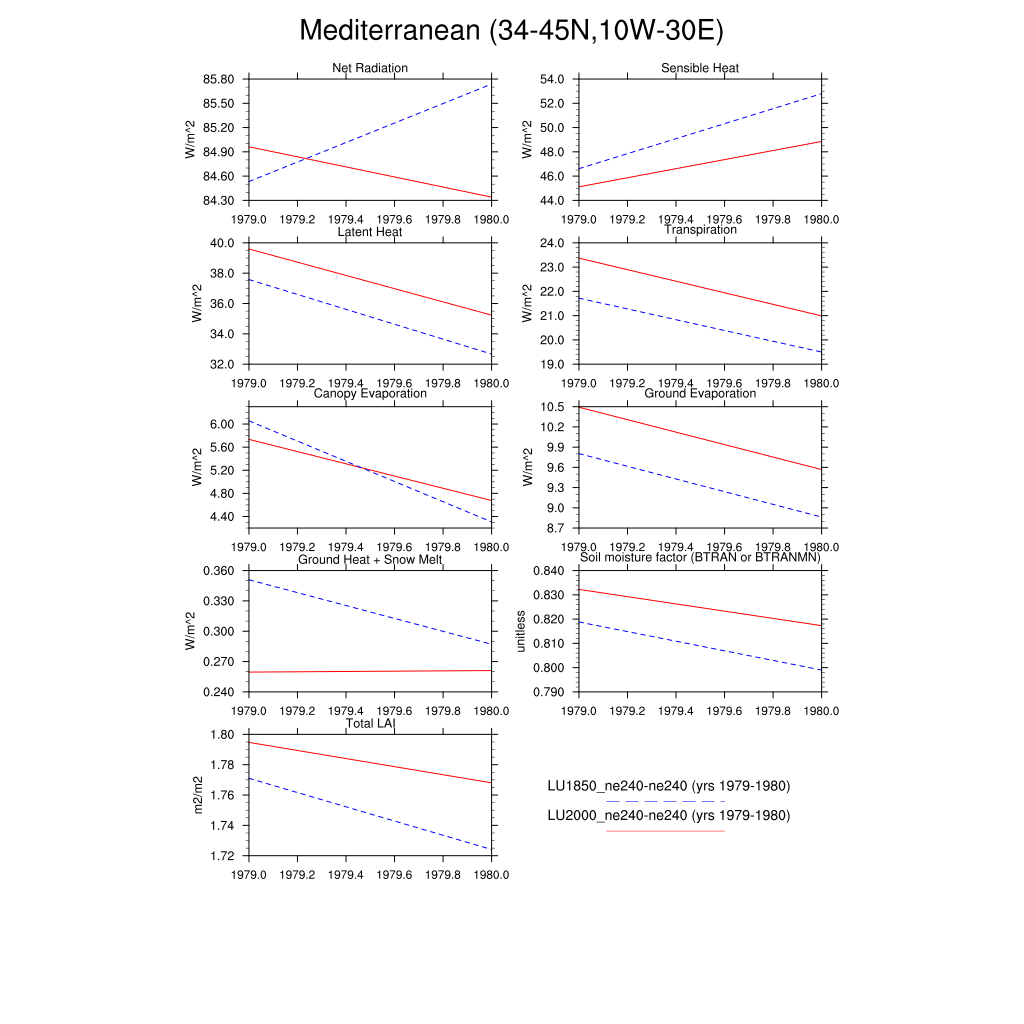 Mediterranean (34-45N,10W-30E)
Net Radiation
W/m^2
85.80
85.50
85.20
84.90
84.60
84.30
1979.0 1979.2 1979.4 1979.6 1979.8 1980.0
Sensible Heat
W/m^2
54.0
52.0
50.0
48.0
46.0
44.0
1979.0 1979.2 1979.4 1979.6 1979.8 1980.0
Latent Heat
W/m^2
40.0
38.0
36.0
34.0
32.0
1979.0 1979.2 1979.4 1979.6 1979.8 1980.0
Transpiration
W/m^2
24.0
23.0
22.0
21.0
20.0
19.0
1979.0 1979.2 1979.4 1979.6 1979.8 1980.0
Canopy Evaporation
W/m^2
6.00
5.60
5.20
4.80
4.40
1979.0 1979.2 1979.4 1979.6 1979.8 1980.0
Ground Evaporation
W/m^2
10.5
10.2
9.9
9.6
9.3
9.0
8.7
1979.0 1979.2 1979.4 1979.6 1979.8 1980.0
Ground Heat + Snow Melt
W/m^2
0.360
0.330
0.300
0.270
0.240
1979.0 1979.2 1979.4 1979.6 1979.8 1980.0
Soil moisture factor (BTRAN or BTRANMN)
unitless
0.840
0.830
0.820
0.810
0.800
0.790
1979.0 1979.2 1979.4 1979.6 1979.8 1980.0
Total LAI
m2/m2
1.80
1.78
1.76
1.74
1.72
1979.0 1979.2 1979.4 1979.6 1979.8 1980.0
LU1850_ne240-ne240 (yrs 1979-1980)
LU2000_ne240-ne240 (yrs 1979-1980)